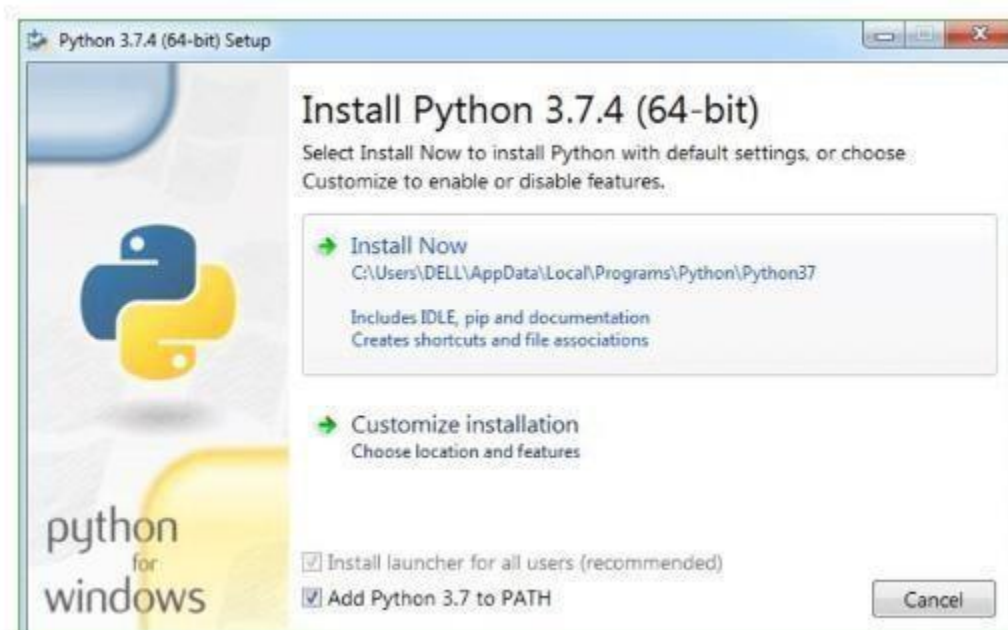 Python 3.7.4 (64-bit) Setup
Install Python 3.7.4 (64-bit)
Select Install Now to install Python with default settings, or choose
Customize to enable or disable features.
Install Now
C:\Users\DELL\AppData\Local\Programs\Python\Python37
Includes IDLE, pip and documentation
Creates shortcuts and file associations
Customize installation
Choose location and features
python
for
windows
Install launcher for all users (recommended)
Add Python 3.7 to PATH
Cancel